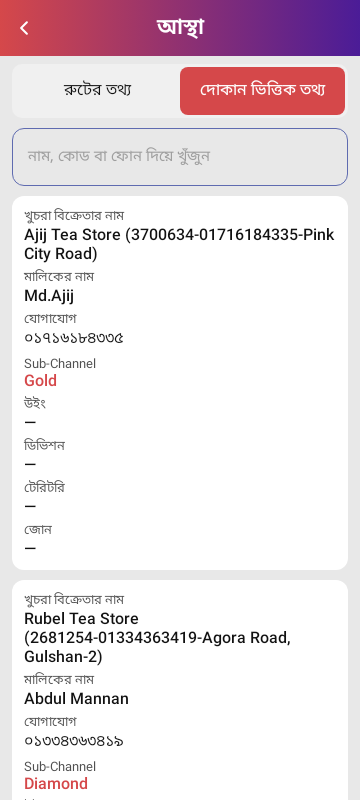 আস্থা
রুটের তথ্য
দোকান ভিত্তিক তথ্য
নাম, কোড বা ফোন দিয়ে খুঁজুন
খুচরা বিক্রেতার নাম
Ajij Tea Store (3700634-01716184335-Pink
City Road)
মালিকের নাম
Md.Ajij
যোগাযোগ
০১৭১৬১৮৪৩৩৫
Sub-Channel
Gold
উইং
—
ডিভিশন
—
টেরিটরি
—
জোন
—
খুচরা বিক্রেতার নাম
Rubel Tea Store
(2681254-01334363419-Agora Road,
Gulshan-2)
মালিকের নাম
Abdul Mannan
যোগাযোগ
০১৩৩৪৩৬৩৪১৯
Sub-Channel
Diamond